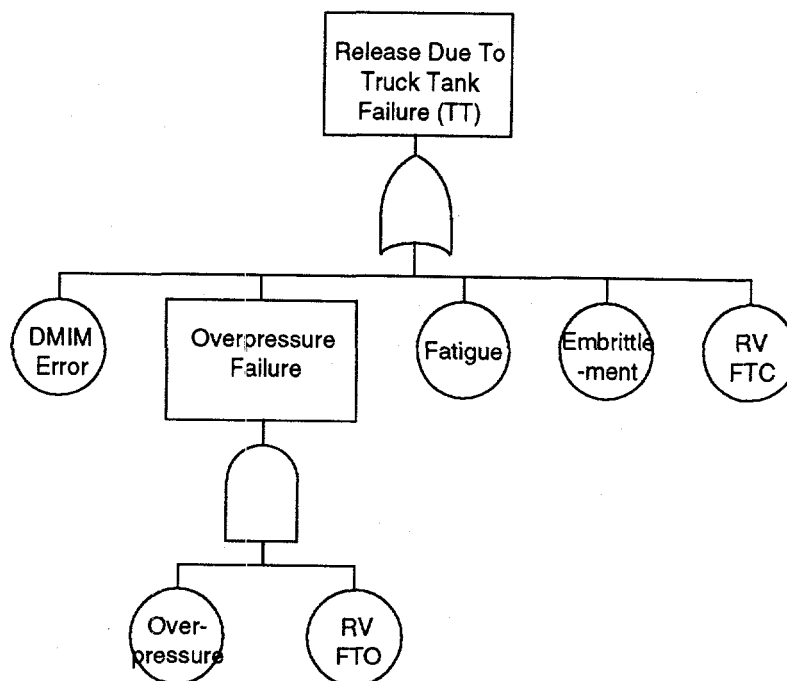 Release Due To
Truck Tank
Failure (TT)
DMIM
Error
Overpressure
Failure
Fatigue
Embrittle
-ment
RV
FTC
Over-
pressure
RV
FTO